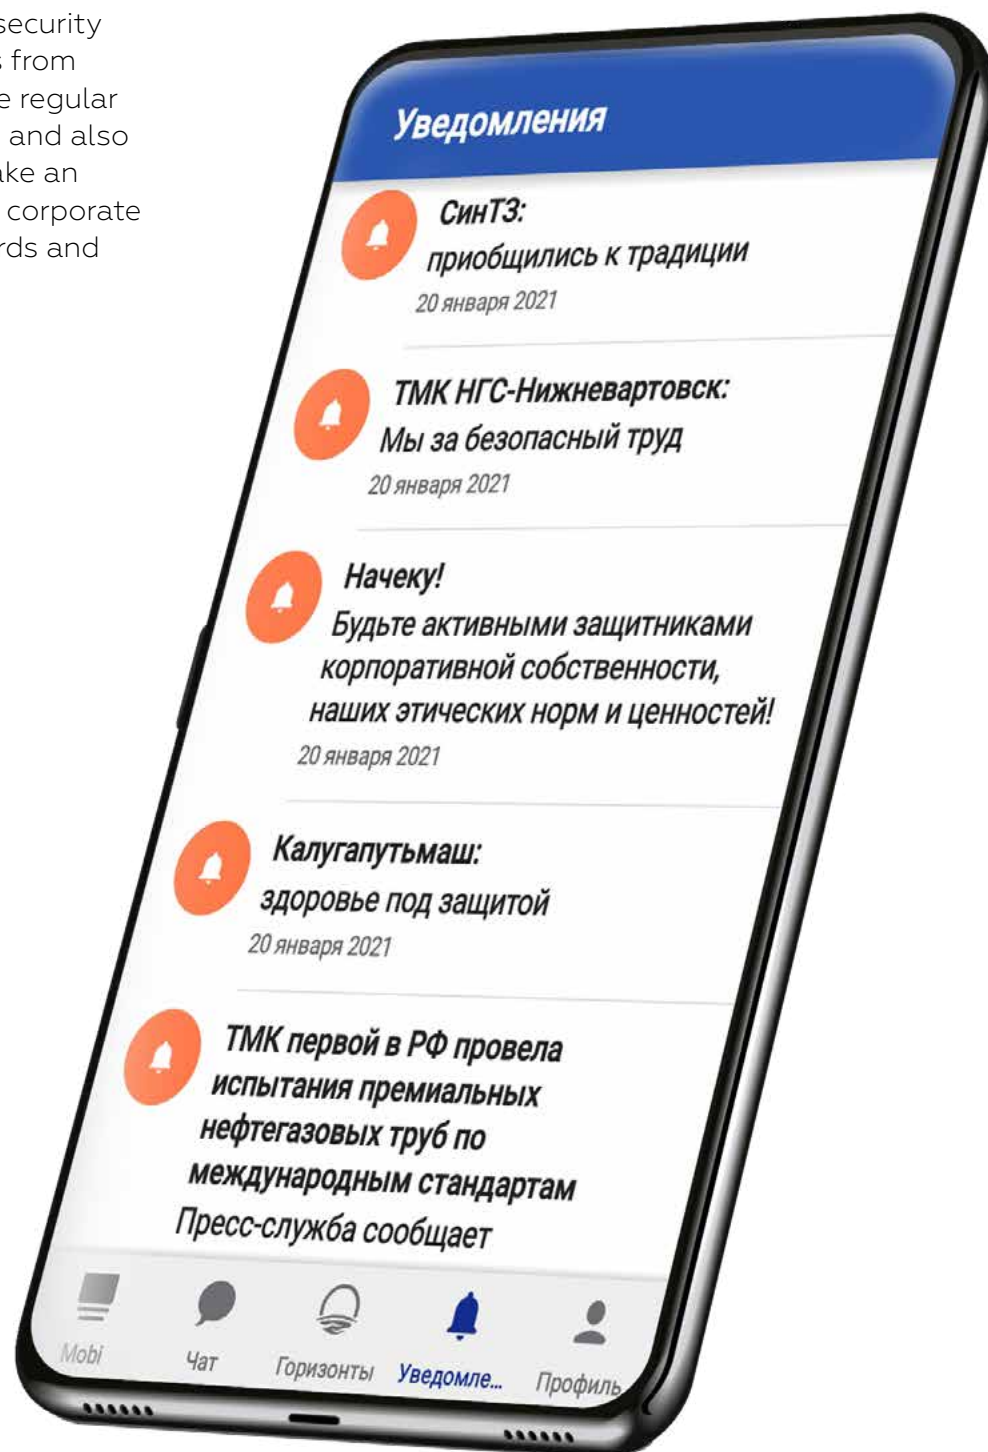 security
s from
e regular
and also
ake an
corporate
rds and
Уведомления
СинТЗ:
приобщились к традиции
20 января 2021
ТМК НГС-Нижневартовск:
Мы за безопасный труд
20 января 2021
Начеку!
Будьте активными защитниками
корпоративной собственности,
наших этических норм и ценностей!
20 января 2021
Калугапутьмаш:
здоровье под защитой
20 января 2021
ТМК первой в РФ провела
испытания премиальных
нефтегазовых труб по
международным стандартам
Пресс-служба сообщает
Mobi
Чат
Горизонты
Уведомле...
Профиль